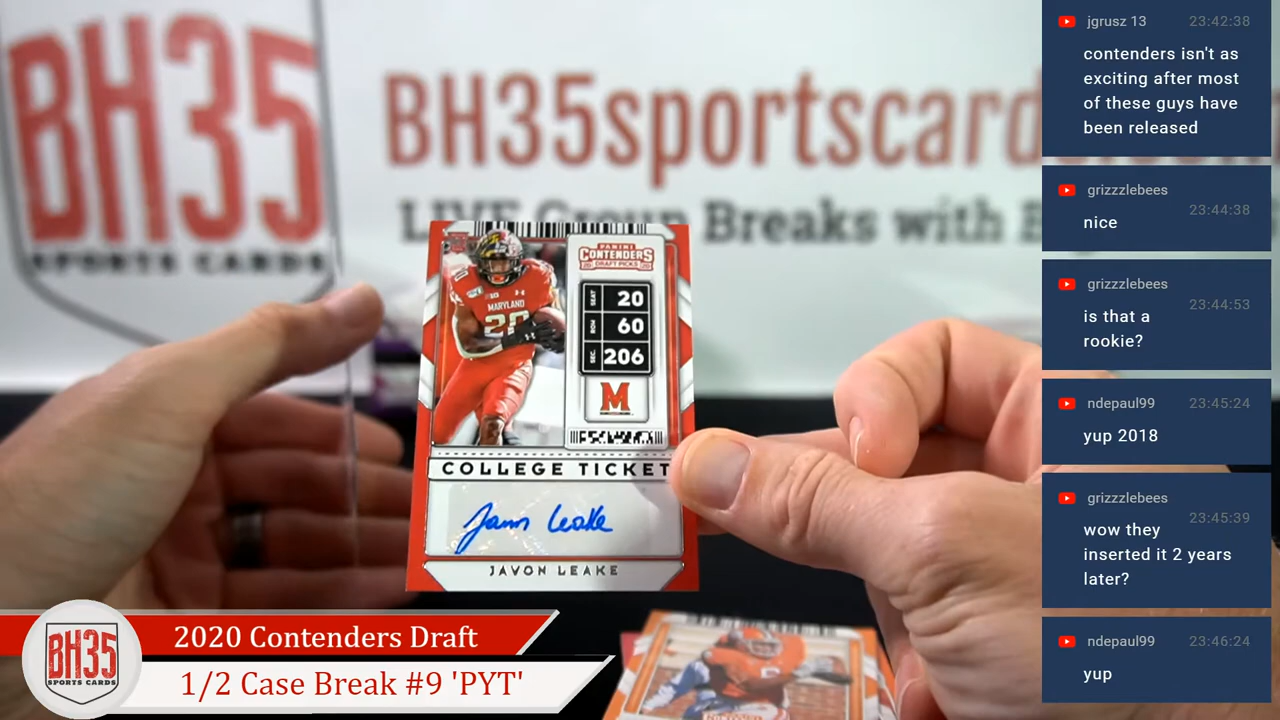 BH35
SPORTS CARDS
BH35sportscard
LIVE Group Breaks with B
PANINI
CONTENDERS
DRAFT PICKS
MARYLAND
20
SEAT 20
ROW 60
SEC. 206
M
COLLEGE TICKET
Javon Leake
JAVON LEAKE
BH35
SPORTS CARDS
2020 Contenders Draft
1/2 Case Break #9 'PYT'
jgrusz 13 23:42:38
contenders isn't as
exciting after most
of these guys have
been released
grizzzlebees 23:44:38
nice
grizzzlebees 23:44:53
is that a
rookie?
ndepaul99 23:45:24
yup 2018
grizzzlebees 23:45:39
wow they
inserted it 2 years
later?
ndepaul99 23:46:24
yup